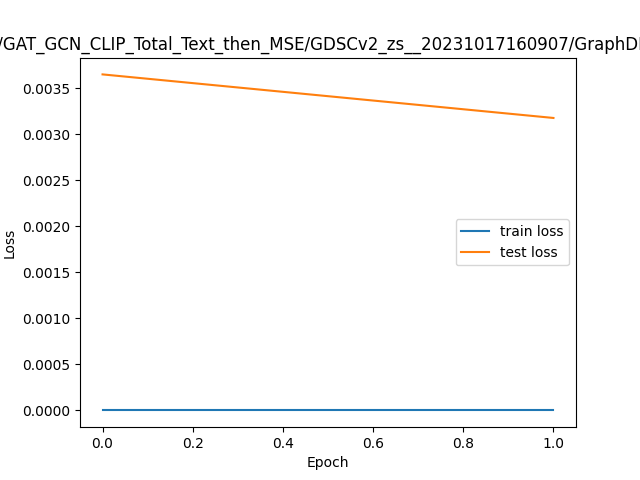 /GAT_GCN_CLIP_Total_Text_then_MSE/GDSCv2_zs__20231017160907/GraphD
0.0035
0.0030
0.0025
0.0020
0.0015
0.0010
0.0005
0.0000
Loss
train loss
test loss
0.0 0.2 0.4 0.6 0.8 1.0
Epoch